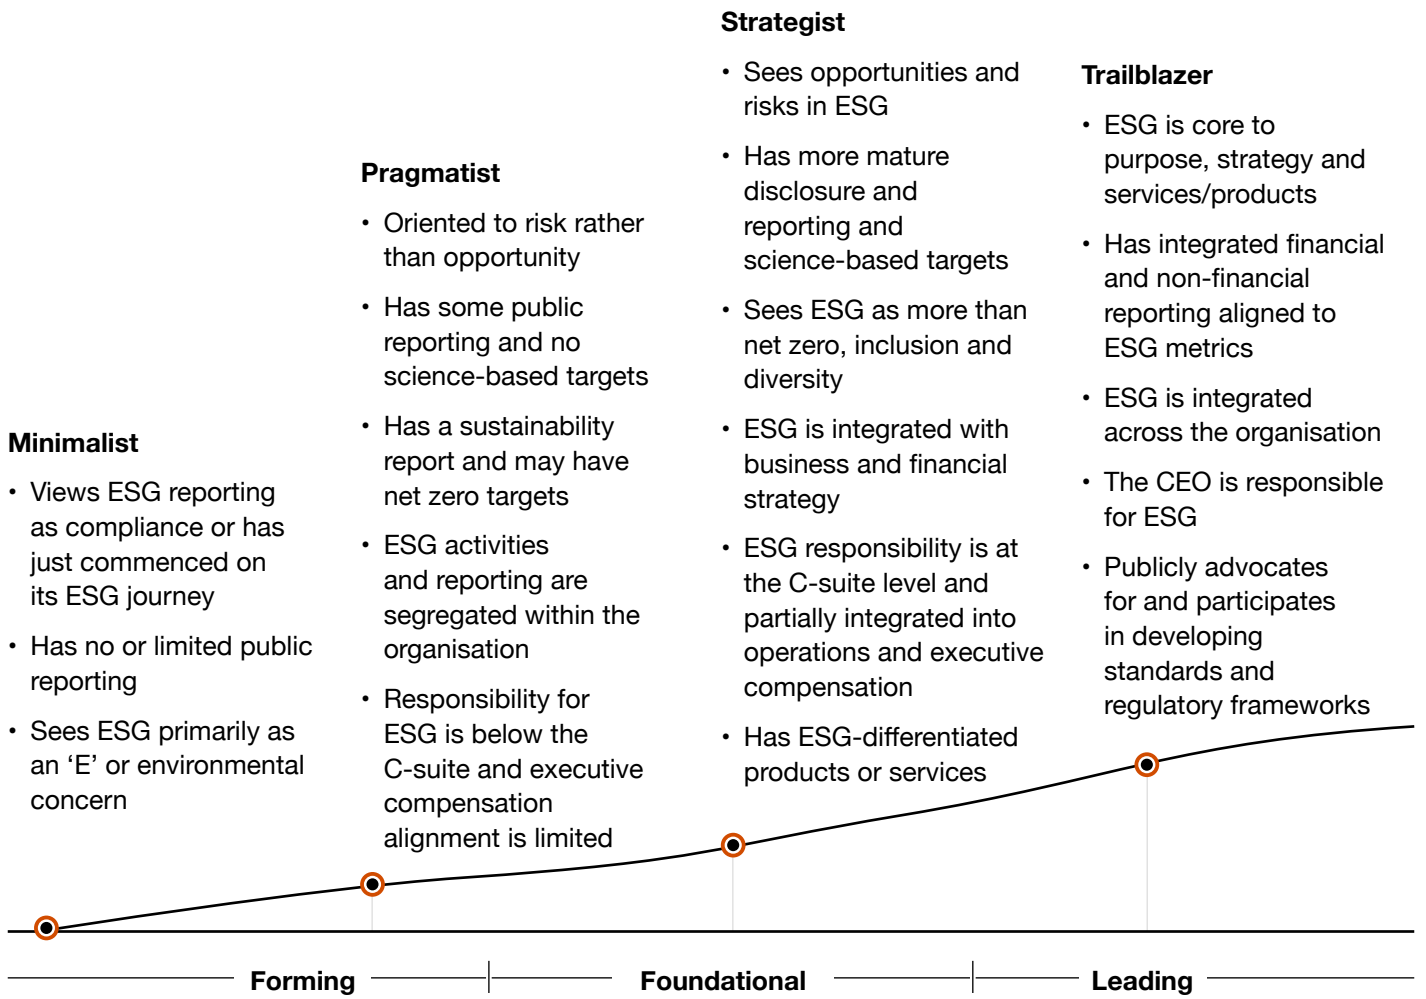 Strategist
• Sees opportunities and
risks in ESG
• Has more mature
disclosure and
reporting and
science-based targets
• Sees ESG as more than
net zero, inclusion and
diversity
• ESG is integrated with
business and financial
strategy
• ESG responsibility is at
the C-suite level and
partially integrated into
operations and executive
compensation
• Has ESG-differentiated
products or services
Trailblazer
• ESG is core to
purpose, strategy and
services/products
• Has integrated financial
and non-financial
reporting aligned to
ESG metrics
• ESG is integrated
across the organisation
• The CEO is responsible
for ESG
• Publicly advocates
for and participates
in developing
standards and
regulatory frameworks
Pragmatist
• Oriented to risk rather
than opportunity
• Has some public
reporting and no
science-based targets
• Has a sustainability
report and may have
net zero targets
• ESG activities
and reporting are
segregated within the
organisation
• Responsibility for
ESG is below the
C-suite and executive
compensation
alignment is limited
Minimalist
• Views ESG reporting
as compliance or has
just commenced on
its ESG journey
• Has no or limited public
reporting
• Sees ESG primarily as
an ‘E’ or environmental
concern
Forming
Foundational
Leading